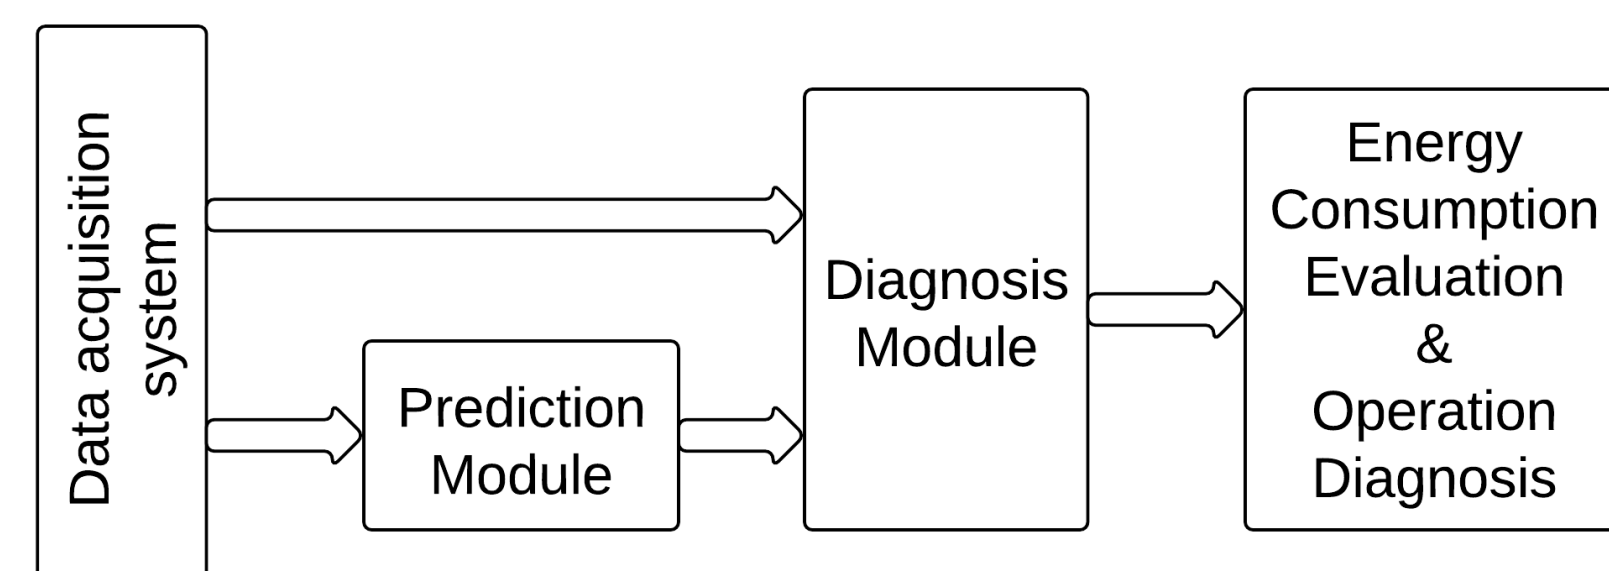 Data acquisition
system
Prediction
Module
Diagnosis
Module
Energy
Consumption
Evaluation
&
Operation
Diagnosis